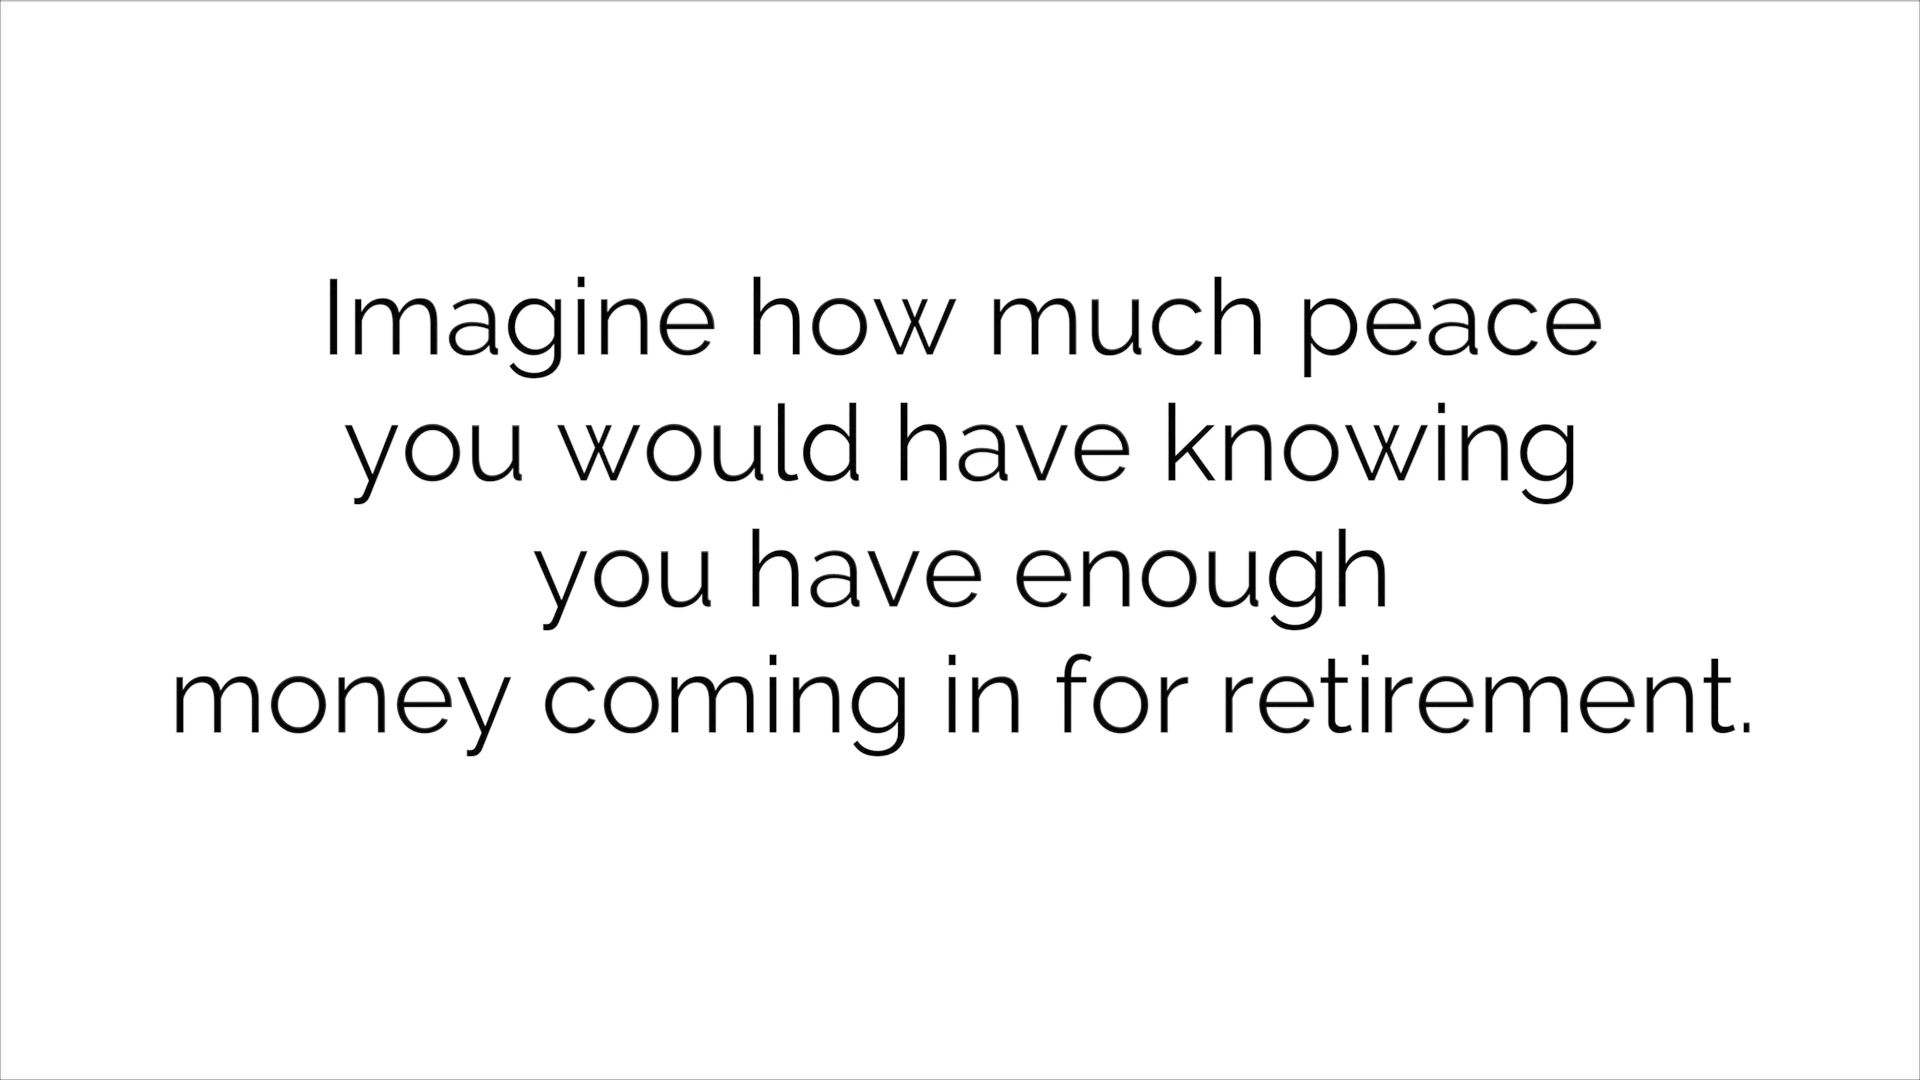 Imagine how much peace
you would have knowing
you have enough
money coming in for retirement.